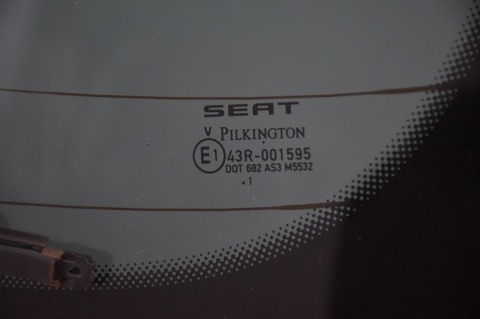 SEAT
V PILKINGTON
E1 43R-001595
DOT 682 AS3 M5532
. 1